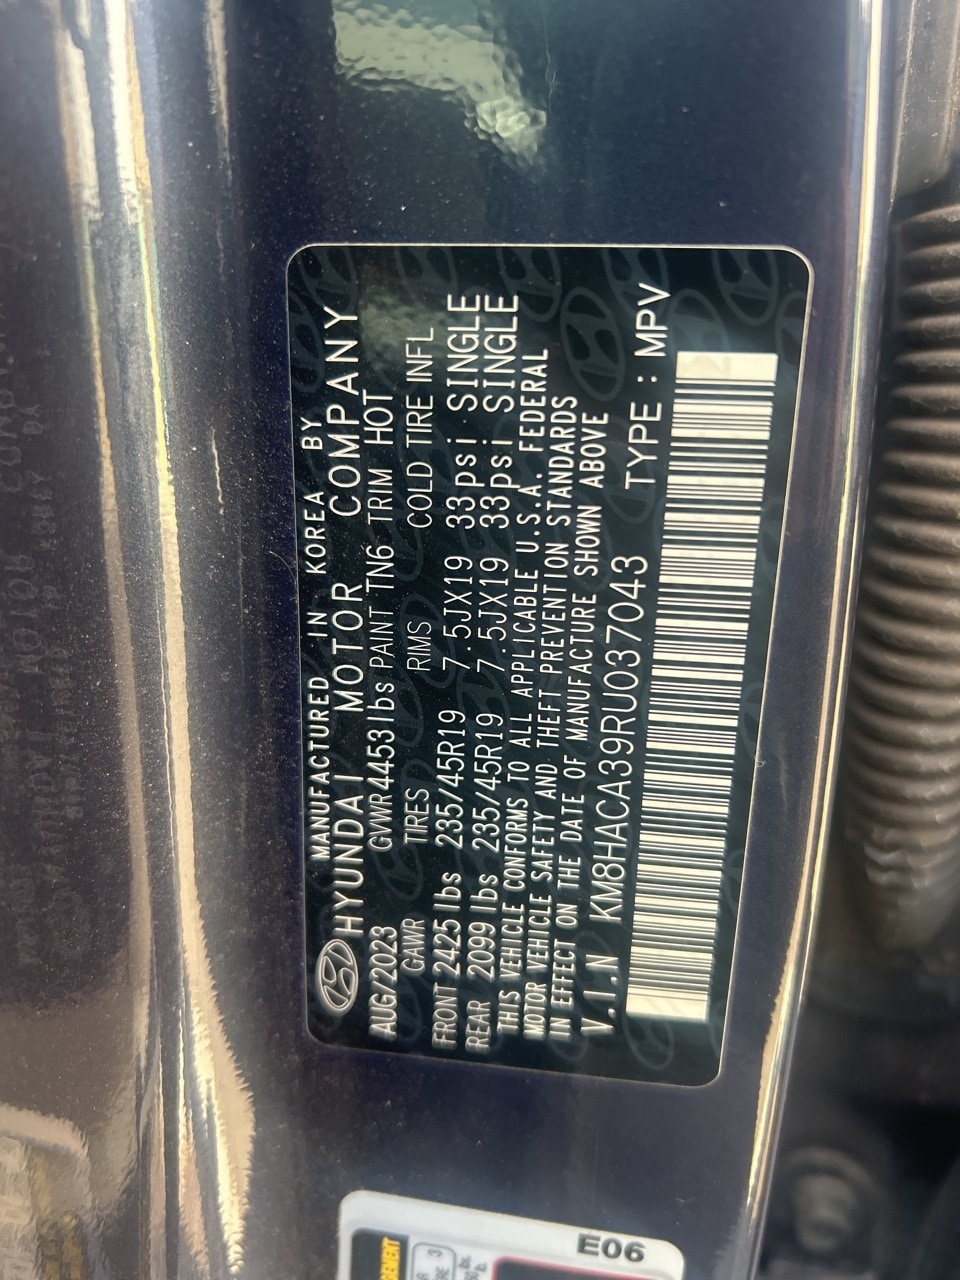 MANUFACTURED IN KOREA BY
HYUNDAI MOTOR COMPANY
AUG/2023 GVWR 4453lbs PAINT TN6 TRIM HOT
GAWR TIRES RIMS COLD TIRE INFL
FRONT 2425 lbs 235/45R19 7.5JX19 33psi SINGLE
REAR 2099 lbs 235/45R19 7.5JX19 33psi SINGLE
THIS VEHICLE CONFORMS TO ALL APPLICABLE U.S.A. FEDERAL
MOTOR VEHICLE SAFETY AND THEFT PREVENTION STANDARDS
IN EFFECT ON THE DATE OF MANUFACTURE SHOWN ABOVE
V.I.N KM8HACA39RU037043 TYPE : MPV
E06